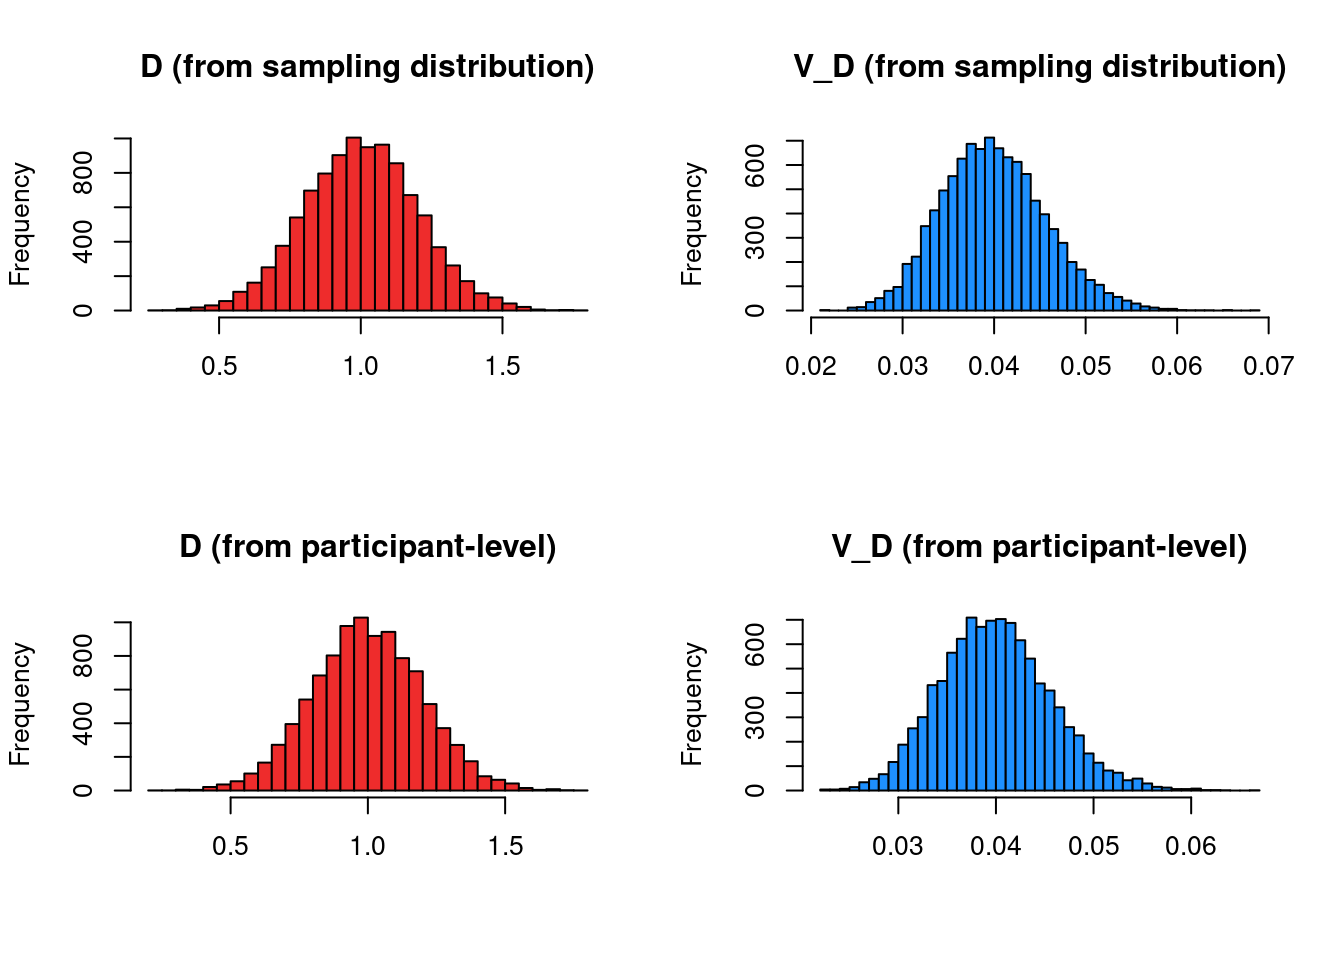 D (from sampling distribution)
Frequency
0 400 800
0.5 1.0 1.5
V_D (from sampling distribution)
Frequency
0 300 600
0.02 0.03 0.04 0.05 0.06 0.07
D (from participant-level)
Frequency
0 400 800
0.5 1.0 1.5
V_D (from participant-level)
Frequency
0 300 600
0.03 0.04 0.05 0.06